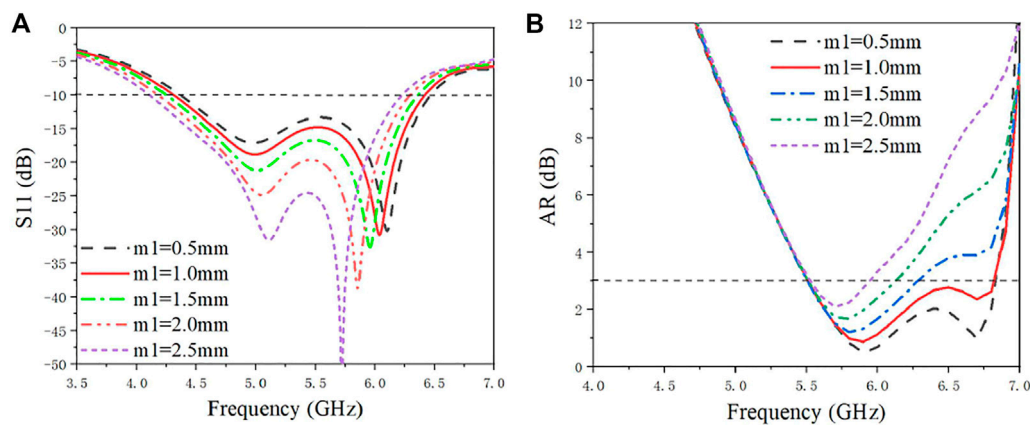 A
S11 (dB)
0
-5
-10
-15
-20
-25
-30
-35
-40
-45
-50
m1=0.5mm
m1=1.0mm
m1=1.5mm
m1=2.0mm
m1=2.5mm
3.5 4.0 4.5 5.0 5.5 6.0 6.5 7.0
Frequency (GHz)
B
AR (dB)
12
10
8
6
4
2
0
m1=0.5mm
m1=1.0mm
m1=1.5mm
m1=2.0mm
m1=2.5mm
4.0 4.5 5.0 5.5 6.0 6.5 7.0
Frequency (GHz)